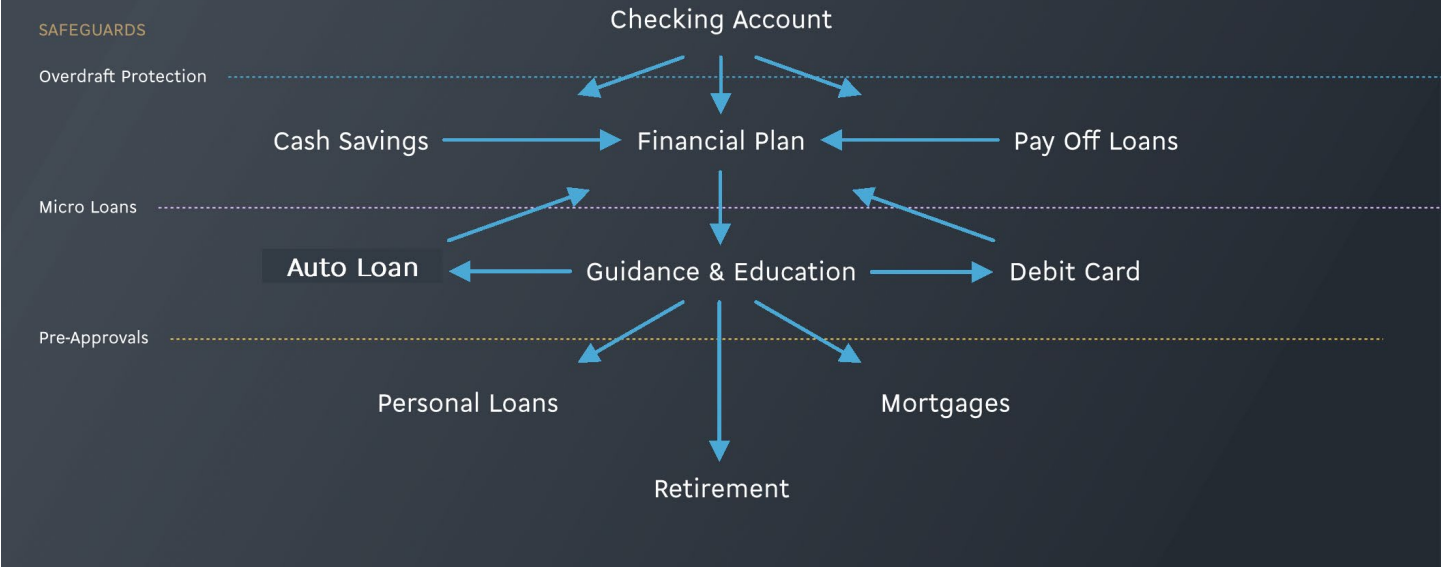 Checking Account
SAFEGUARDS
Overdraft Protection
Cash Savings
Financial Plan
Pay Off Loans
Micro Loans
Auto Loan
Guidance & Education
Debit Card
Pre-Approvals
Personal Loans
Mortgages
Retirement